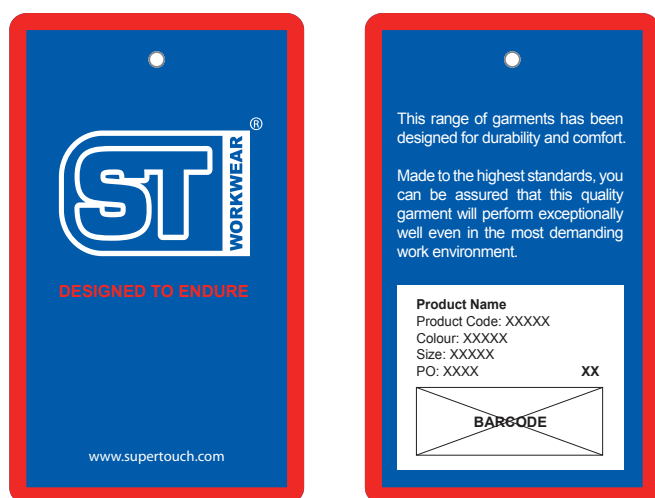 ST
WORKWEAR
®
DESIGNED TO ENDURE
www.supertouch.com
This range of garments has been
designed for durability and comfort.
Made to the highest standards, you
can be assured that this quality
garment will perform exceptionally
well even in the most demanding
work environment.
Product Name
Product Code: XXXXX
Colour: XXXXX
Size: XXXXX
PO: XXXX XX
BARCODE